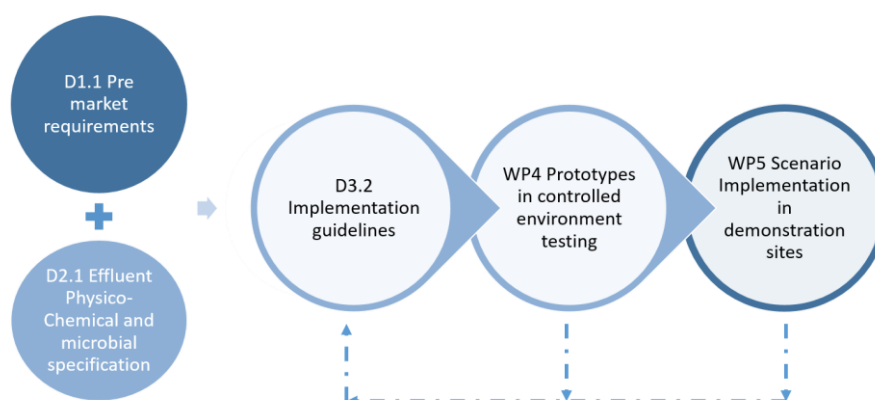 D1.1 Pre
market
requirements
D2.1 Effluent
Physico-
Chemical and
microbial
specification
D3.2
Implementation
guidelines
WP4 Prototypes
in controlled
environment
testing
WP5 Scenario
Implementation
in
demonstration
sites